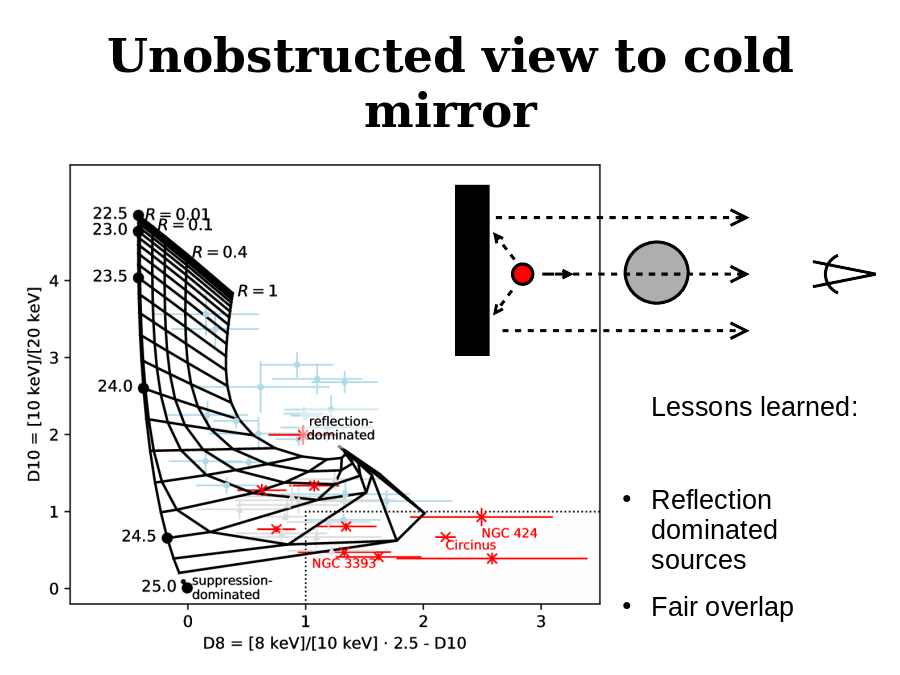 Unobstructed view to cold
mirror
22.5
R = 0.01
23.0
R = 0.1
R = 0.4
23.5
R = 1
24.0
24.5
25.0
reflection-
dominated
NGC 424
Circinus
NGC 3393
suppression-
dominated
4
3
2
1
0
0
1
2
3
D10 = [10 keV]/[20 keV]
D8 = [8 keV]/[10 keV] · 2.5 - D10
Lessons learned:
• Reflection
dominated
sources
• Fair overlap